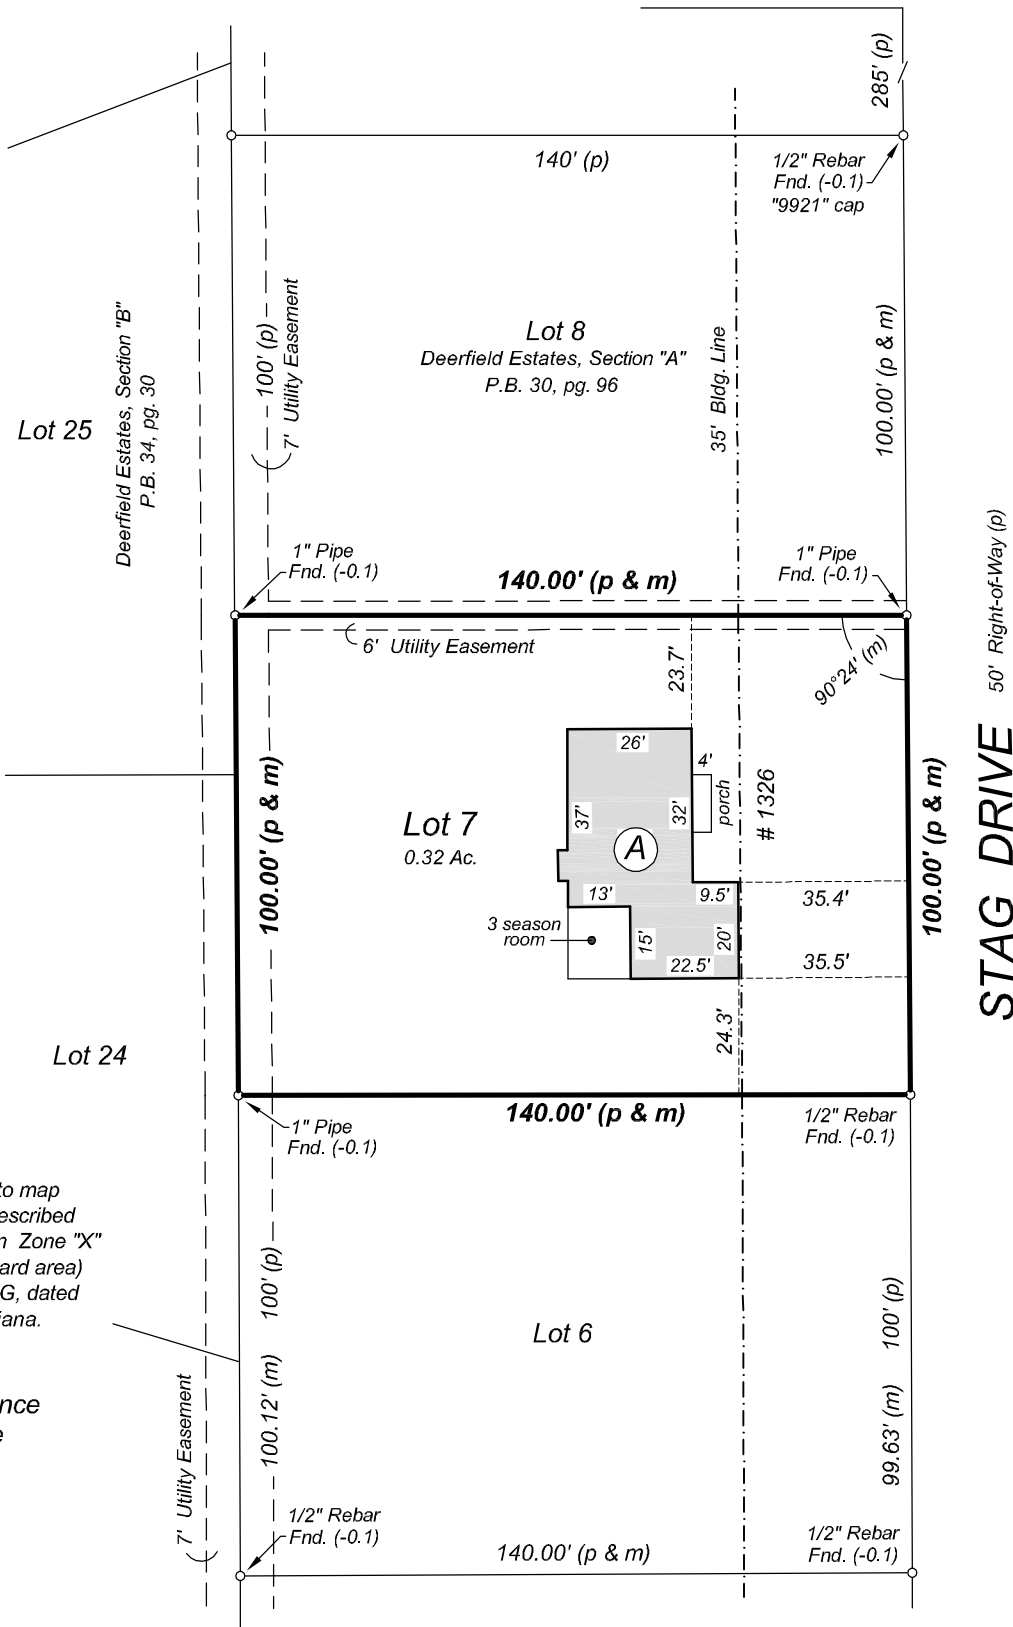 285' (p)
140' (p)
1/2" Rebar
Fnd. (-0.1)
"9921" cap
Deerfield Estates, Section "B"
P.B. 34, pg. 30
Lot 25
100' (p)
7' Utility Easement
Lot 8
Deerfield Estates, Section "A"
P.B. 30, pg. 96
35' Bldg. Line
100.00' (p & m)
1" Pipe
Fnd. (-0.1)
140.00' (p & m)
1" Pipe
Fnd. (-0.1)
50' Right-of-Way (p)
STAG DRIVE
6' Utility Easement
23.7'
90°24' (m)
26'
4'
porch
# 1326
37'
32'
A
Lot 7
0.32 Ac.
100.00' (p & m)
100.00' (p & m)
13'
9.5'
35.4'
3 season
room
15'
20'
22.5'
35.5'
24.3'
Lot 24
140.00' (p & m)
1" Pipe
Fnd. (-0.1)
1/2" Rebar
Fnd. (-0.1)
to map
escribed
n Zone "X"
ard area)
G, dated
iana.
nce
e
7' Utility Easement
100' (p)
100.12' (m)
Lot 6
100' (p)
99.63' (m)
1/2" Rebar
Fnd. (-0.1)
140.00' (p & m)
1/2" Rebar
Fnd. (-0.1)